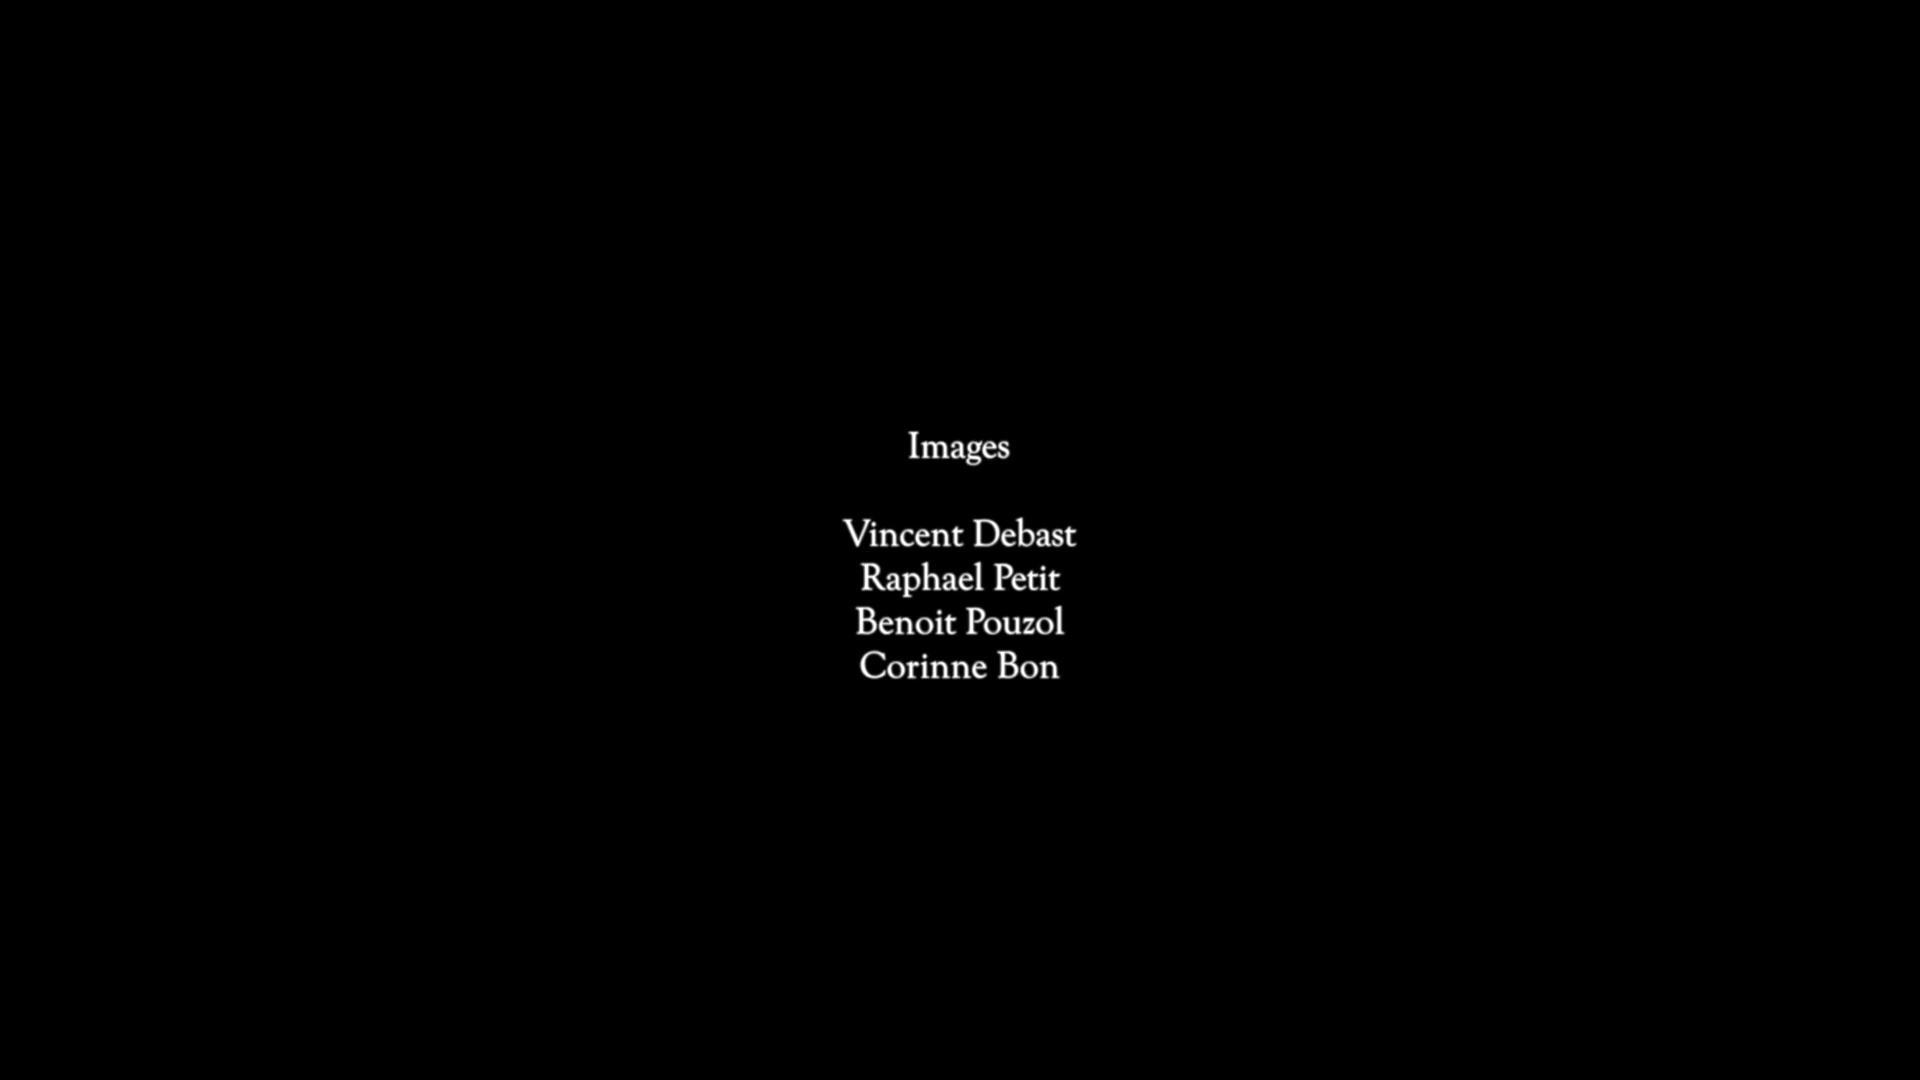 Images
Vincent Debast
Raphael Petit
Benoit Pouzol
Corinne Bon